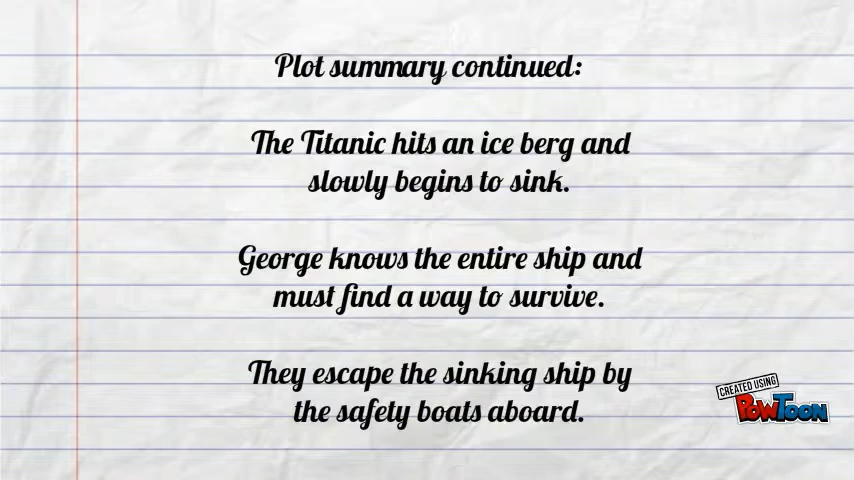 Plot summary continued:
The Titanic hits an ice berg and
slowly begins to sink.
George knows the entire ship and
must find a way to survive.
They escape the sinking ship by
the safety boats aboard.
CREATED USING
POWTOON